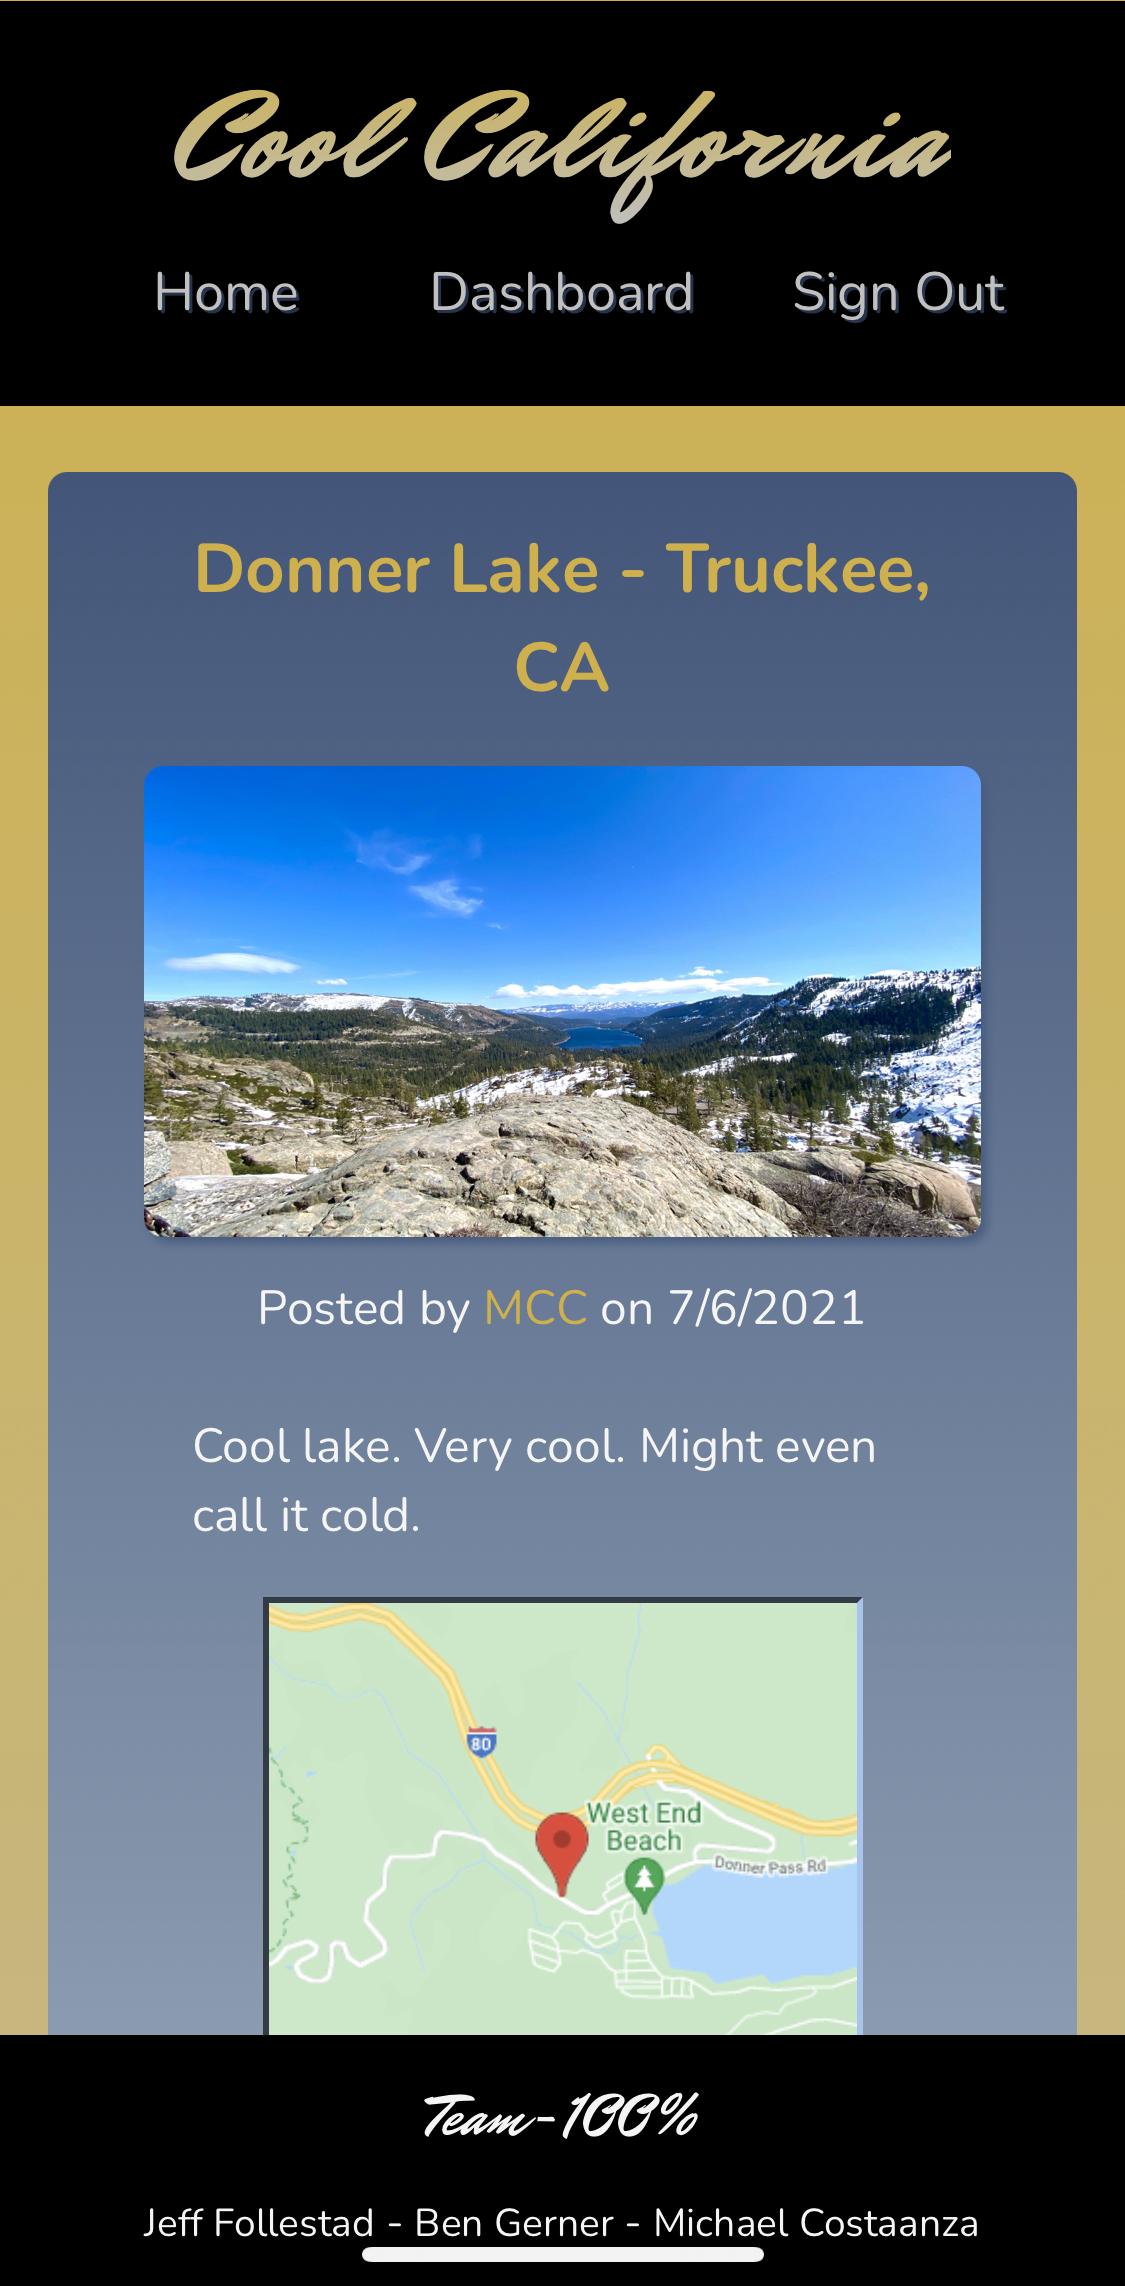 Cool California
Home Dashboard Sign Out
Donner Lake - Truckee,
CA
Posted by MCC on 7/6/2021
Cool lake. Very cool. Might even
call it cold.
80
West End
Beach
Donner Pass Rd
Team-100%
Jeff Follestad - Ben Gerner - Michael Costaanza